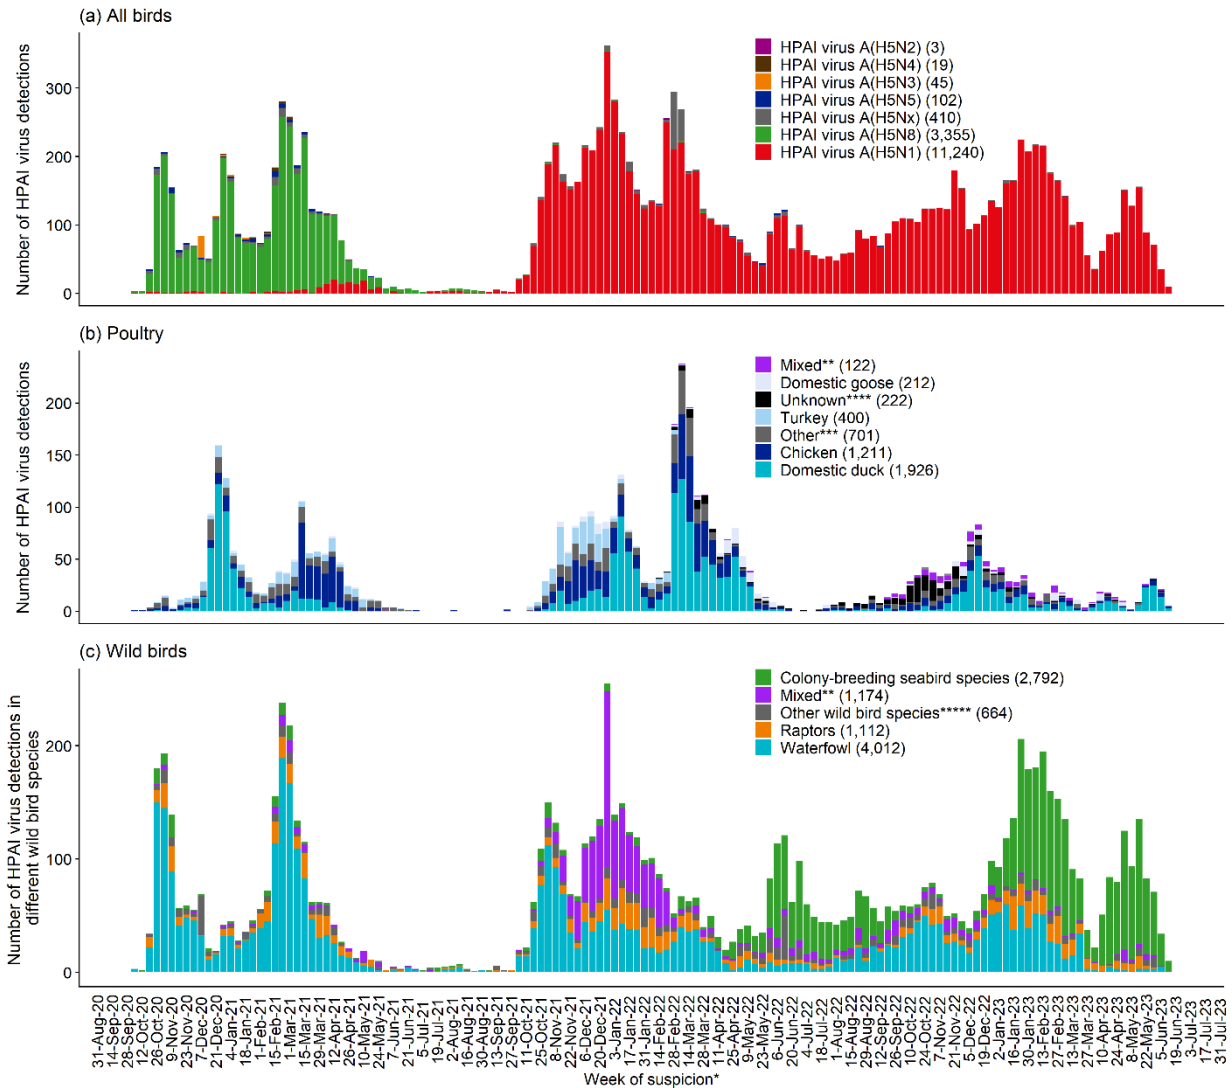 (a) All birds
Number of HPAI virus detections
300
200
100
0
HPAI virus A(H5N2) (3)
HPAI virus A(H5N4) (19)
HPAI virus A(H5N3) (45)
HPAI virus A(H5N5) (102)
HPAI virus A(H5Nx) (410)
HPAI virus A(H5N8) (3,355)
HPAI virus A(H5N1) (11,240)
(b) Poultry
Number of HPAI virus detections
200
150
100
50
0
Mixed** (122)
Domestic goose (212)
Unknown**** (222)
Turkey (400)
Other*** (701)
Chicken (1,211)
Domestic duck (1,926)
(c) Wild birds
Number of HPAI virus detections in
different wild bird species
200
100
0
Colony-breeding seabird species (2,792)
Mixed** (1,174)
Other wild bird species***** (664)
Raptors (1,112)
Waterfowl (4,012)
31-Aug-20
14-Sep-20
28-Sep-20
12-Oct-20
26-Oct-20
9-Nov-20
23-Nov-20
7-Dec-20
21-Dec-20
4-Jan-21
18-Jan-21
1-Feb-21
15-Feb-21
1-Mar-21
15-Mar-21
29-Mar-21
12-Apr-21
26-Apr-21
10-May-21
24-May-21
7-Jun-21
21-Jun-21
5-Jul-21
19-Jul-21
2-Aug-21
16-Aug-21
30-Aug-21
13-Sep-21
27-Sep-21
11-Oct-21
25-Oct-21
8-Nov-21
22-Nov-21
6-Dec-21
20-Dec-21
3-Jan-22
17-Jan-22
31-Jan-22
14-Feb-22
28-Feb-22
14-Mar-22
28-Mar-22
11-Apr-22
25-Apr-22
9-May-22
23-May-22
6-Jun-22
20-Jun-22
4-Jul-22
18-Jul-22
1-Aug-22
15-Aug-22
29-Aug-22
12-Sep-22
26-Sep-22
10-Oct-22
24-Oct-22
7-Nov-22
21-Nov-22
5-Dec-22
19-Dec-22
2-Jan-23
16-Jan-23
30-Jan-23
13-Feb-23
27-Feb-23
13-Mar-23
27-Mar-23
10-Apr-23
24-Apr-23
8-May-23
22-May-23
5-Jun-23
19-Jun-23
3-Jul-23
17-Jul-23
31-Jul-23
Week of suspicion*